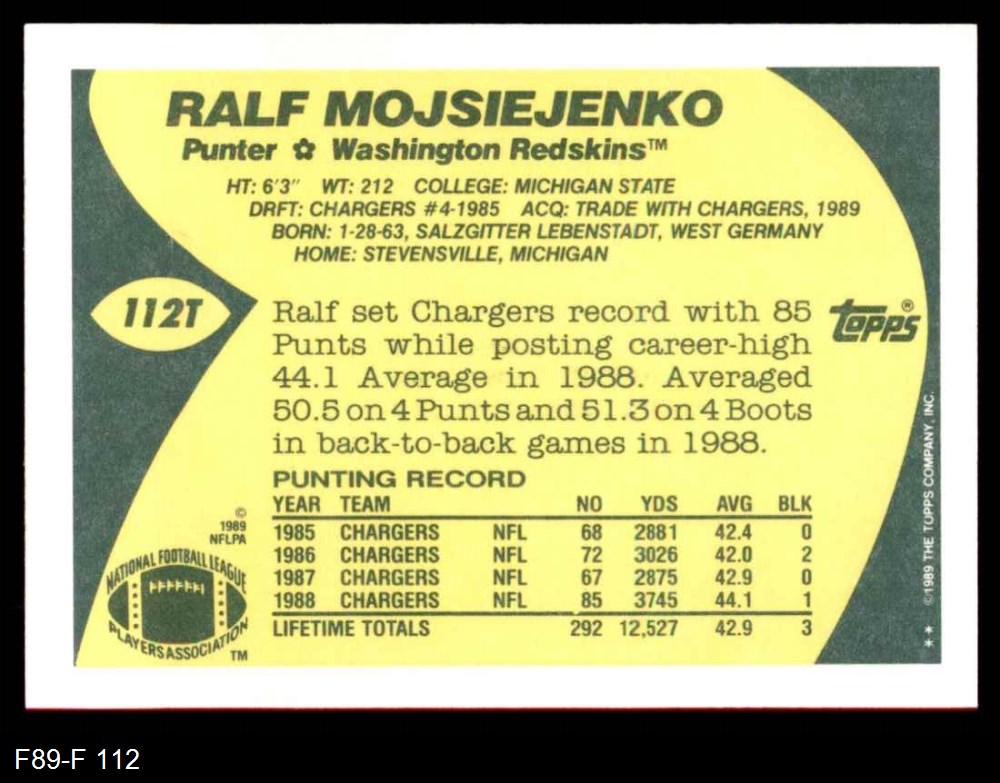 RALF MOJSIEJENKO
Punter ✿ Washington Redskins™
HT: 6'3" WT: 212 COLLEGE: MICHIGAN STATE
DRFT: CHARGERS #4-1985 ACQ: TRADE WITH CHARGERS, 1989
BORN: 1-28-63, SALZGITTER LEBENSTADT, WEST GERMANY
HOME: STEVENSVILLE, MICHIGAN
112T
Ralf set Chargers record with 85
Punts while posting career-high
44.1 Average in 1988. Averaged
50.5 on 4 Punts and 51.3 on 4 Boots
in back-to-back games in 1988.
topps®
PUNTING RECORD
YEAR TEAM NO YDS AVG BLK
1985 CHARGERS NFL 68 2881 42.4 0
1986 CHARGERS NFL 72 3026 42.0 2
1987 CHARGERS NFL 67 2875 42.9 0
1988 CHARGERS NFL 85 3745 44.1 1
LIFETIME TOTALS 292 12,527 42.9 3
©
1989
NFLPA
NATIONAL FOOTBALL LEAGUE
PLAYERS ASSOCIATION
TM
** ©1989 THE TOPPS COMPANY, INC.
F89-F 112